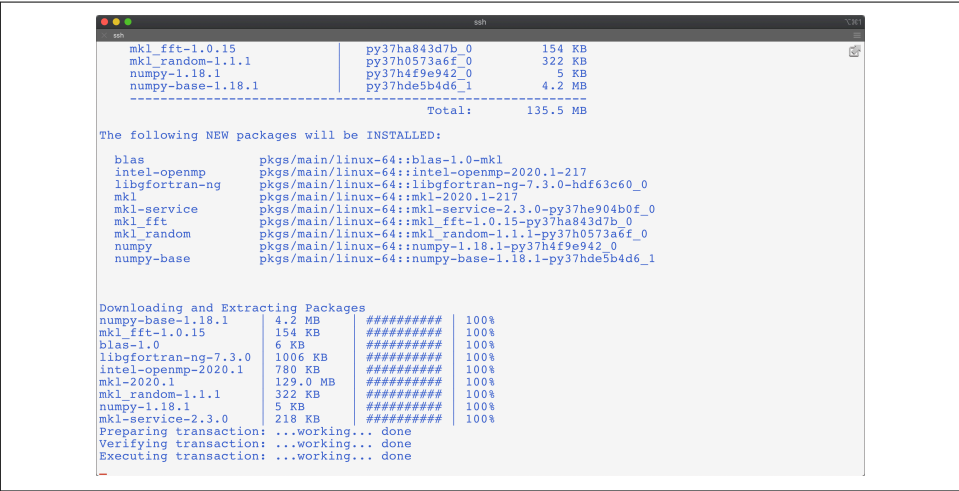 ssh
⌥⌘1
ssh
mkl_fft-1.0.15 | py37ha843d7b_0 154 KB
mkl_random-1.1.1 | py37h0573a6f_0 322 KB
numpy-1.18.1 | py37h4f9e942_0 5 KB
numpy-base-1.18.1 | py37hde5b4d6_1 4.2 MB
------------------------------------------------------------
Total: 135.5 MB
The following NEW packages will be INSTALLED:
blas pkgs/main/linux-64::blas-1.0-mkl
intel-openmp pkgs/main/linux-64::intel-openmp-2020.1-217
libgfortran-ng pkgs/main/linux-64::libgfortran-ng-7.3.0-hdf63c60_0
mkl pkgs/main/linux-64::mkl-2020.1-217
mkl-service pkgs/main/linux-64::mkl-service-2.3.0-py37he904b0f_0
mkl_fft pkgs/main/linux-64::mkl_fft-1.0.15-py37ha843d7b_0
mkl_random pkgs/main/linux-64::mkl_random-1.1.1-py37h0573a6f_0
numpy pkgs/main/linux-64::numpy-1.18.1-py37h4f9e942_0
numpy-base pkgs/main/linux-64::numpy-base-1.18.1-py37hde5b4d6_1
Downloading and Extracting Packages
numpy-base-1.18.1 | 4.2 MB | ########## | 100%
mkl_fft-1.0.15 | 154 KB | ########## | 100%
blas-1.0 | 6 KB | ########## | 100%
libgfortran-ng-7.3.0 | 1006 KB | ########## | 100%
intel-openmp-2020.1 | 780 KB | ########## | 100%
mkl-2020.1 | 129.0 MB | ########## | 100%
mkl_random-1.1.1 | 322 KB | ########## | 100%
numpy-1.18.1 | 5 KB | ########## | 100%
mkl-service-2.3.0 | 218 KB | ########## | 100%
Preparing transaction: ...working... done
Verifying transaction: ...working... done
Executing transaction: ...working... done